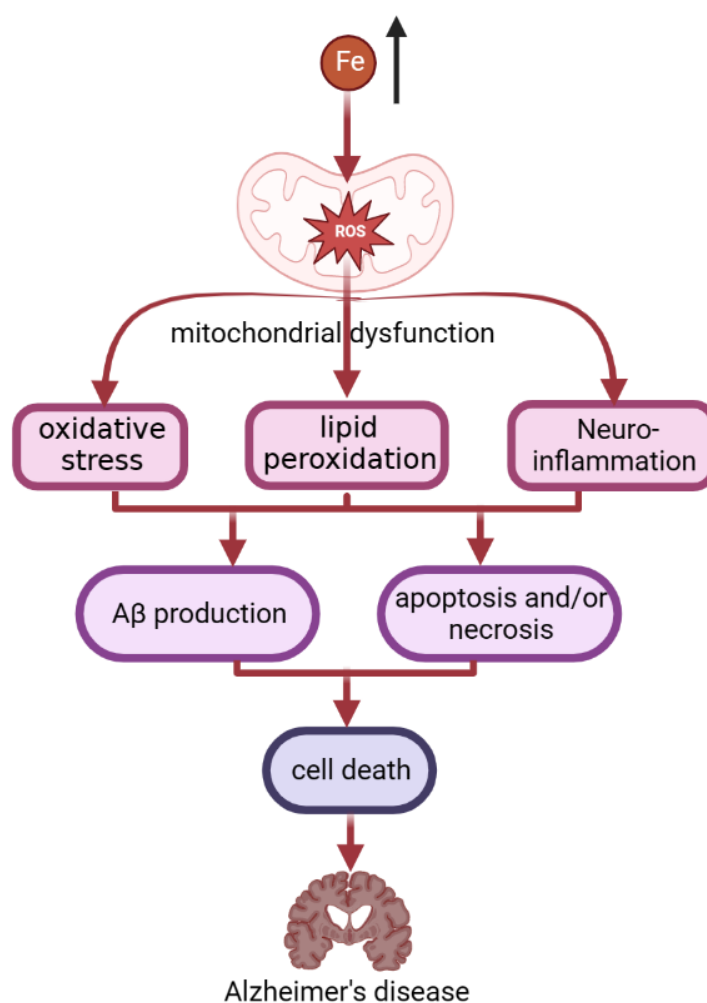 Fe
ROS
mitochondrial dysfunction
oxidative
stress
lipid
peroxidation
Neuro-
inflammation
Aβ production
apoptosis and/or
necrosis
cell death
Alzheimer's disease